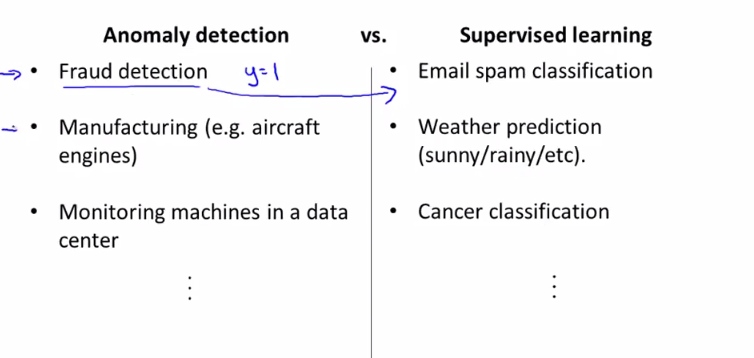 Anomaly detection vs. Supervised learning
• Fraud detection y=1
• Manufacturing (e.g. aircraft
engines)
• Monitoring machines in a data
center
⋮
• Email spam classification
• Weather prediction
(sunny/rainy/etc).
• Cancer classification
⋮